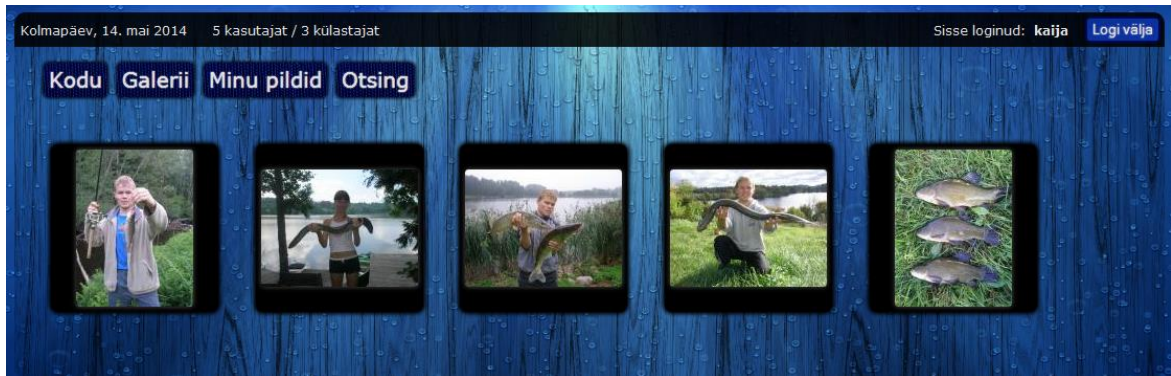 Kolmapäev, 14. mai 2014 5 kasutajat / 3 külastajat Sisse loginud: kaija Logi välja
Kodu Galerii Minu pildid Otsing